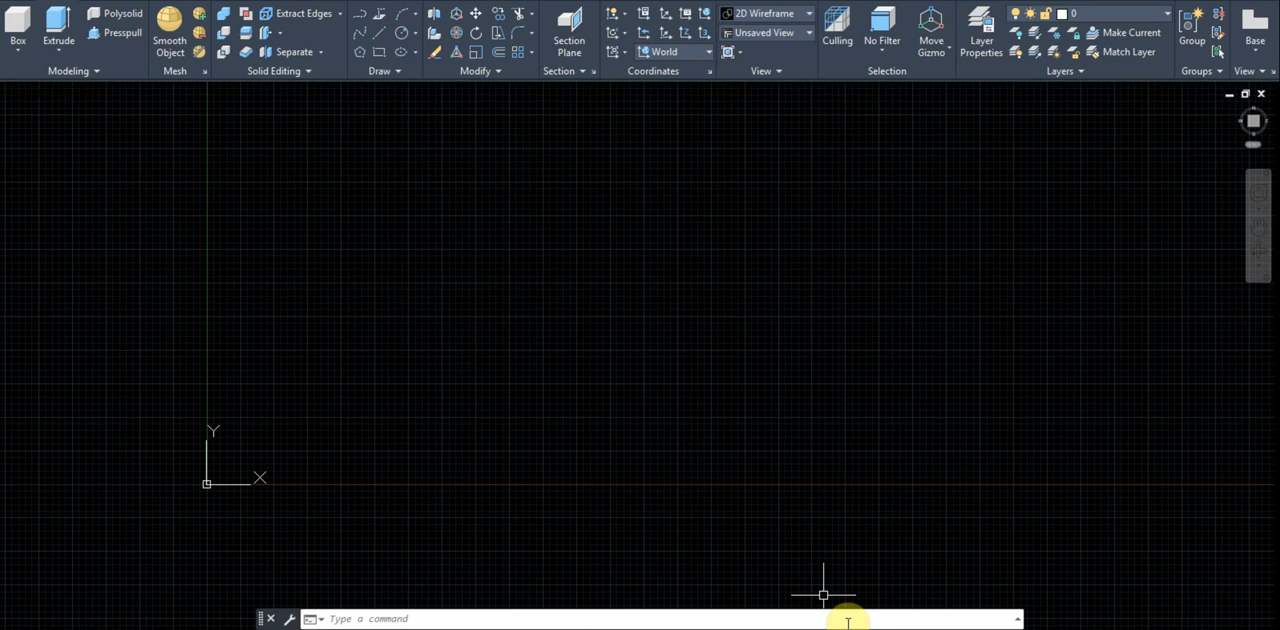 Box
Extrude
Polysolid
Presspull
Modeling
Smooth
Object
Mesh
Extract Edges
Separate
Solid Editing
Draw
Modify
Section
Plane
Section
World
Coordinates
2D Wireframe
Unsaved View
View
Culling
No Filter
Move
Gizmo
Selection
Layer
Properties
0
Make Current
Match Layer
Layers
Group
Groups
Base
View
N
Y
X
Type a command